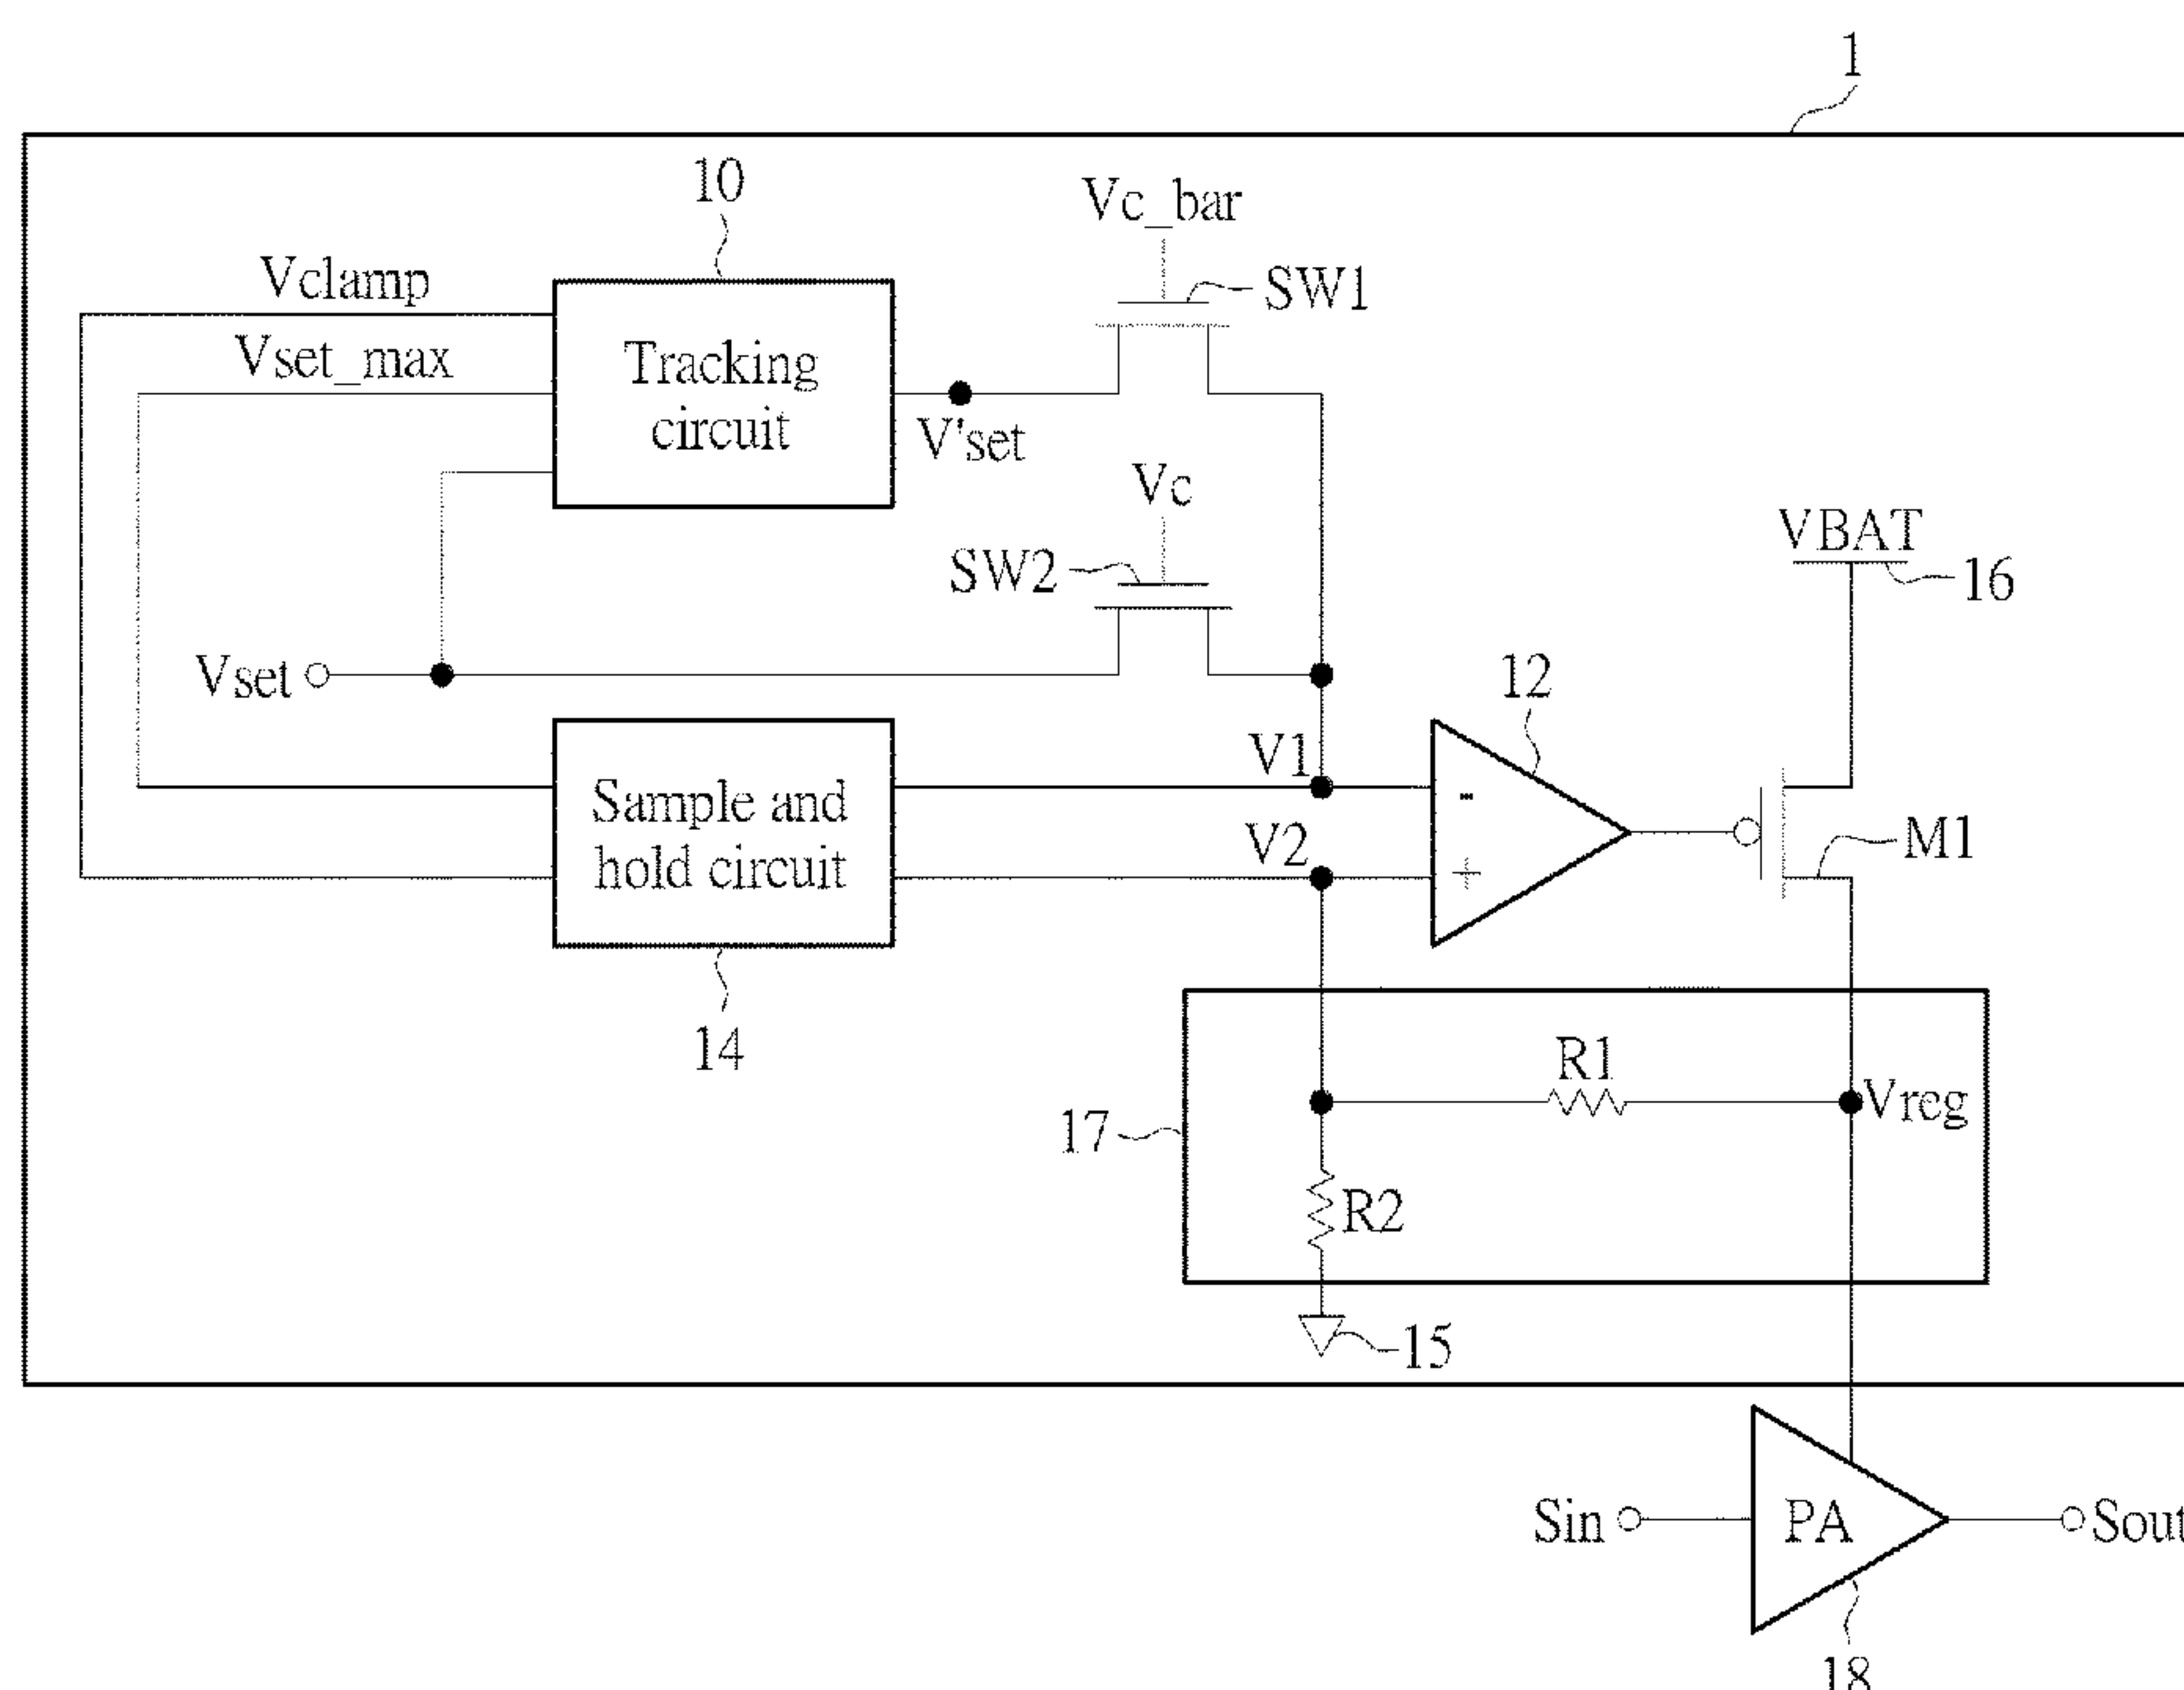 1
10
Vc_bar
Vclamp
SW1
Vset_max
Tracking
circuit
V'set
Vc
VBAT
SW2
16
Vset
12
V1
Sample and
hold circuit
-
V2
+
M1
14
R1
Vreg
17
R2
15
Sin
PA
Sout
18